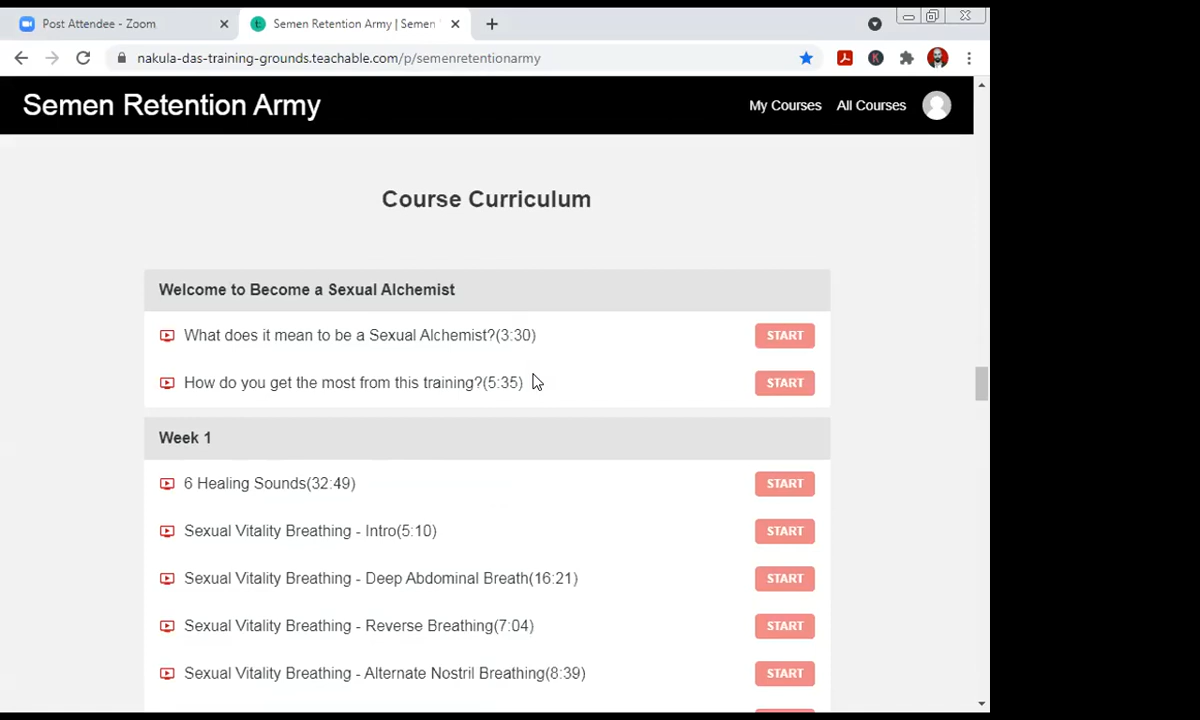 Post Attendee - Zoom
Semen Retention Army | Semen
nakula-das-training-grounds.teachable.com/p/semenretentionarmy
K
Semen Retention Army
My Courses
All Courses
Course Curriculum
Welcome to Become a Sexual Alchemist
What does it mean to be a Sexual Alchemist?(3:30)
START
How do you get the most from this training?(5:35)
START
Week 1
6 Healing Sounds(32:49)
START
Sexual Vitality Breathing - Intro(5:10)
START
Sexual Vitality Breathing - Deep Abdominal Breath(16:21)
START
Sexual Vitality Breathing - Reverse Breathing(7:04)
START
Sexual Vitality Breathing - Alternate Nostril Breathing(8:39)
START